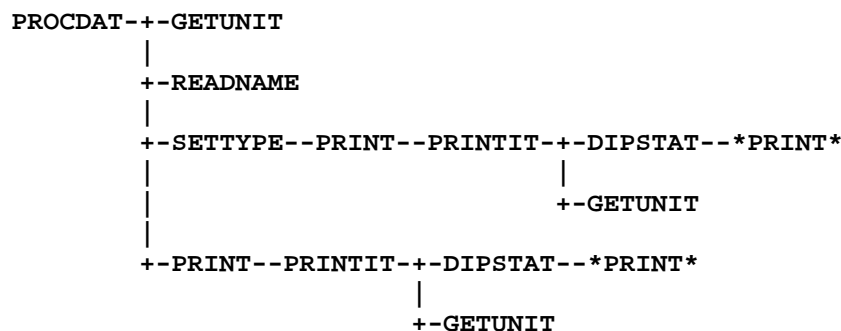 PROCDAT-+-GETUNIT
|
+-READNAME
|
+-SETTYPE--PRINT--PRINTIT-+-DIPSTAT--*PRINT*
|                         |
|                         +-GETUNIT
|
+-PRINT--PRINTIT-+-DIPSTAT--*PRINT*
|
+-GETUNIT